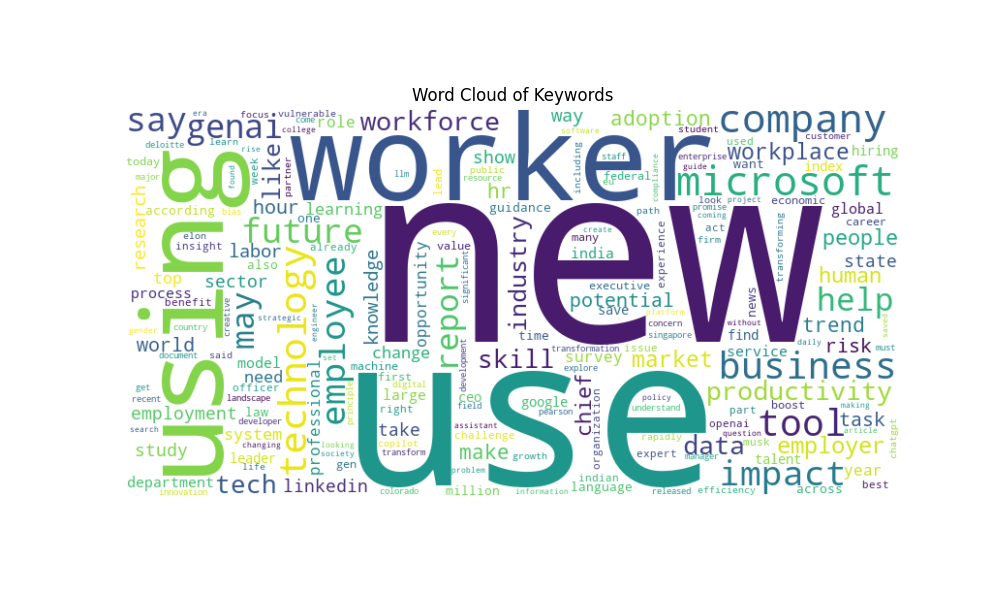 Word Cloud of Keywords
say
era
focus
vulnerable
come
role
workforce
way
adoption
company
genai
deloitte
learn
rise
college
like
worker
software
student
used
customer
today
major
using
found
week
partner
llm
lead
show
public
resource
hr
including
staff
federal
eu
compliance
enterprise
guide
workplace
want
index
hiring
microsoft
research
according
bias
hour
learning
one
guidance
path
look
project
promise
coming
economic
global
career
elon
insight
future
already
every
value
new
create
many
india
act
firm
transforming
people
labor
also
technology
employee
knowledge
opportunity
report
significant
industry
experience
state
top
sector
human
process
benefit
creative
may
executive
potential
save
platform
concern
singapore
news
without
help
saved
gender
country
strategic
engineer
time
find
trend
daily
must
world
said
model
set
machine
change
development
skill
transformation
issue
explore
survey
market
service
risk
document
need
professional
first
digital
business
get
recent
officer
landscape
principle
large
ceo
use
google
chief
policy
understand
part
boost
productivity
making
employment
law
developer
right
field
pearson
organization
openai
tool
task
article
search
changing
system
looking
take
copilot
assistant
challenge
rapidly
musk
question
chatgpt
study
leader
society
gen
transform
make
growth
expert
manager
data
employer
talent
department
life
problem
indian
language
impact
year
innovation
tech
linkedin
colorado
million
information
released
efficiency
across
best